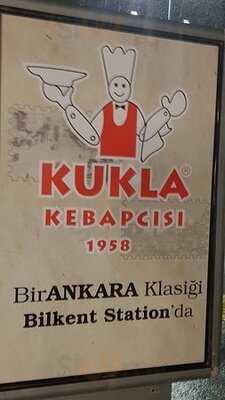 KUKLA®
KEBAPCISI
1958
BirANKARA Klasiği
Bilkent Station'da